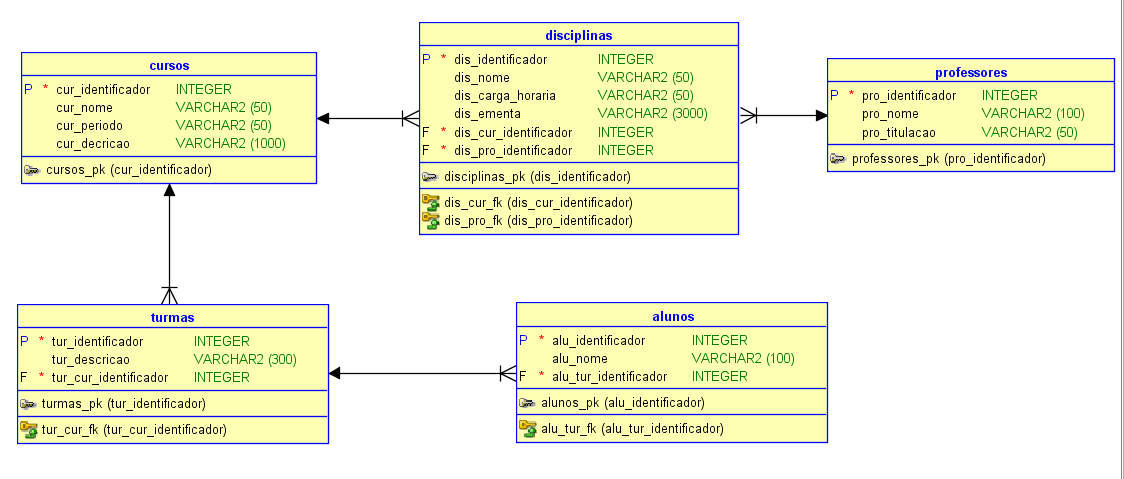 cursos
P * cur_identificador INTEGER
cur_nome VARCHAR2 (50)
cur_periodo VARCHAR2 (50)
cur_decricao VARCHAR2 (1000)
cursos_pk (cur_identificador)
disciplinas
P * dis_identificador INTEGER
dis_nome VARCHAR2 (50)
dis_carga_horaria VARCHAR2 (50)
dis_ementa VARCHAR2 (3000)
F * dis_cur_identificador INTEGER
F * dis_pro_identificador INTEGER
disciplinas_pk (dis_identificador)
dis_cur_fk (dis_cur_identificador)
dis_pro_fk (dis_pro_identificador)
professores
P * pro_identificador INTEGER
pro_nome VARCHAR2 (100)
pro_titulacao VARCHAR2 (50)
professores_pk (pro_identificador)
turmas
P * tur_identificador INTEGER
tur_descricao VARCHAR2 (300)
F * tur_cur_identificador INTEGER
turmas_pk (tur_identificador)
tur_cur_fk (tur_cur_identificador)
alunos
P * alu_identificador INTEGER
alu_nome VARCHAR2 (100)
F * alu_tur_identificador INTEGER
alunos_pk (alu_identificador)
alu_tur_fk (alu_tur_identificador)